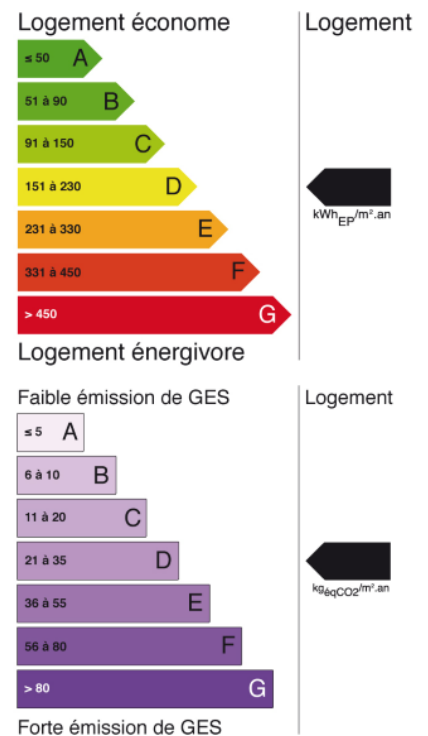 Logement économe
Logement
≤ 50 A
51 à 90 B
91 à 150 C
151 à 230 D
kWhEP/m².an
231 à 330 E
331 à 450 F
> 450 G
Logement énergivore
Faible émission de GES
Logement
≤ 5 A
6 à 10 B
11 à 20 C
21 à 35 D
kgéqCO2/m².an
36 à 55 E
56 à 80 F
> 80 G
Forte émission de GES